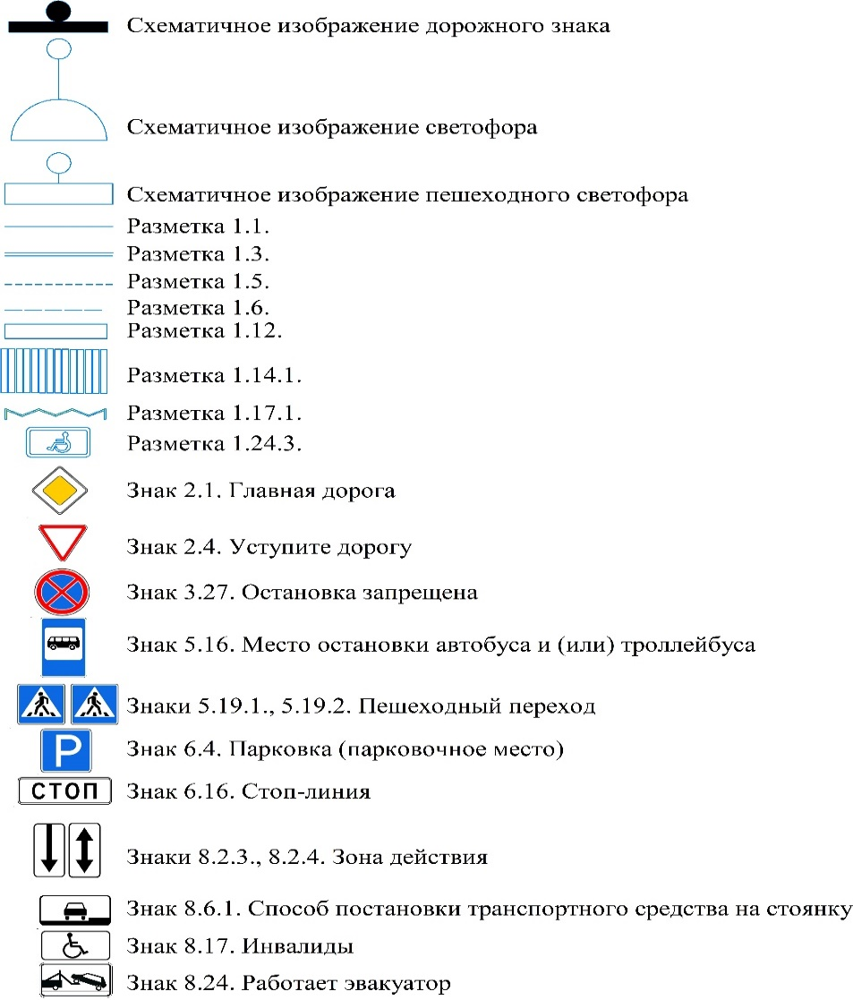 Схематичное изображение дорожного знака
Схематичное изображение светофора
Схематичное изображение пешеходного светофора
Разметка 1.1.
Разметка 1.3.
Разметка 1.5.
Разметка 1.6.
Разметка 1.12.
Разметка 1.14.1.
Разметка 1.17.1.
Разметка 1.24.3.
Знак 2.1. Главная дорога
Знак 2.4. Уступите дорогу
Знак 3.27. Остановка запрещена
Знак 5.16. Место остановки автобуса и (или) троллейбуса
Знаки 5.19.1., 5.19.2. Пешеходный переход
P Знак 6.4. Парковка (парковочное место)
СТОП Знак 6.16. Стоп-линия
Знаки 8.2.3., 8.2.4. Зона действия
Знак 8.6.1. Способ постановки транспортного средства на стоянку
Знак 8.17. Инвалиды
Знак 8.24. Работает эвакуатор